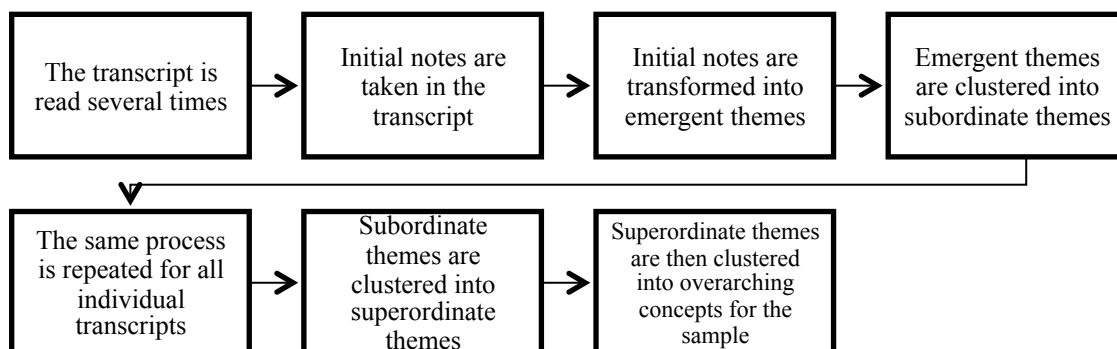 The transcript is
read several times
Initial notes are
taken in the
transcript
Initial notes are
transformed into
emergent themes
Emergent themes
are clustered into
subordinate themes
The same process
is repeated for all
individual
transcripts
Subordinate
themes are
clustered into
superordinate
themes
Superordinate themes
are then clustered
into overarching
concepts for the
sample